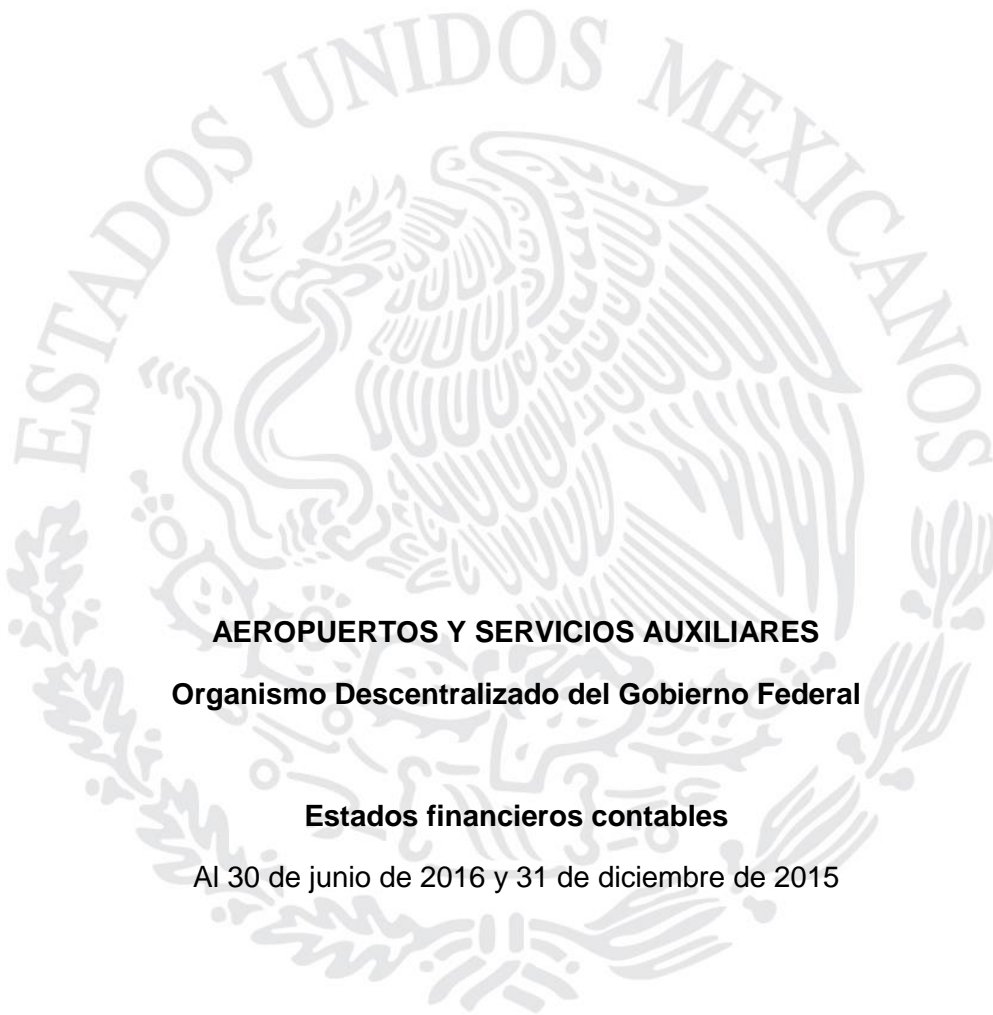 ESTADOS UNIDOS MEXICANOS
AEROPUERTOS Y SERVICIOS AUXILIARES
Organismo Descentralizado del Gobierno Federal
Estados financieros contables
Al 30 de junio de 2016 y 31 de diciembre de 2015